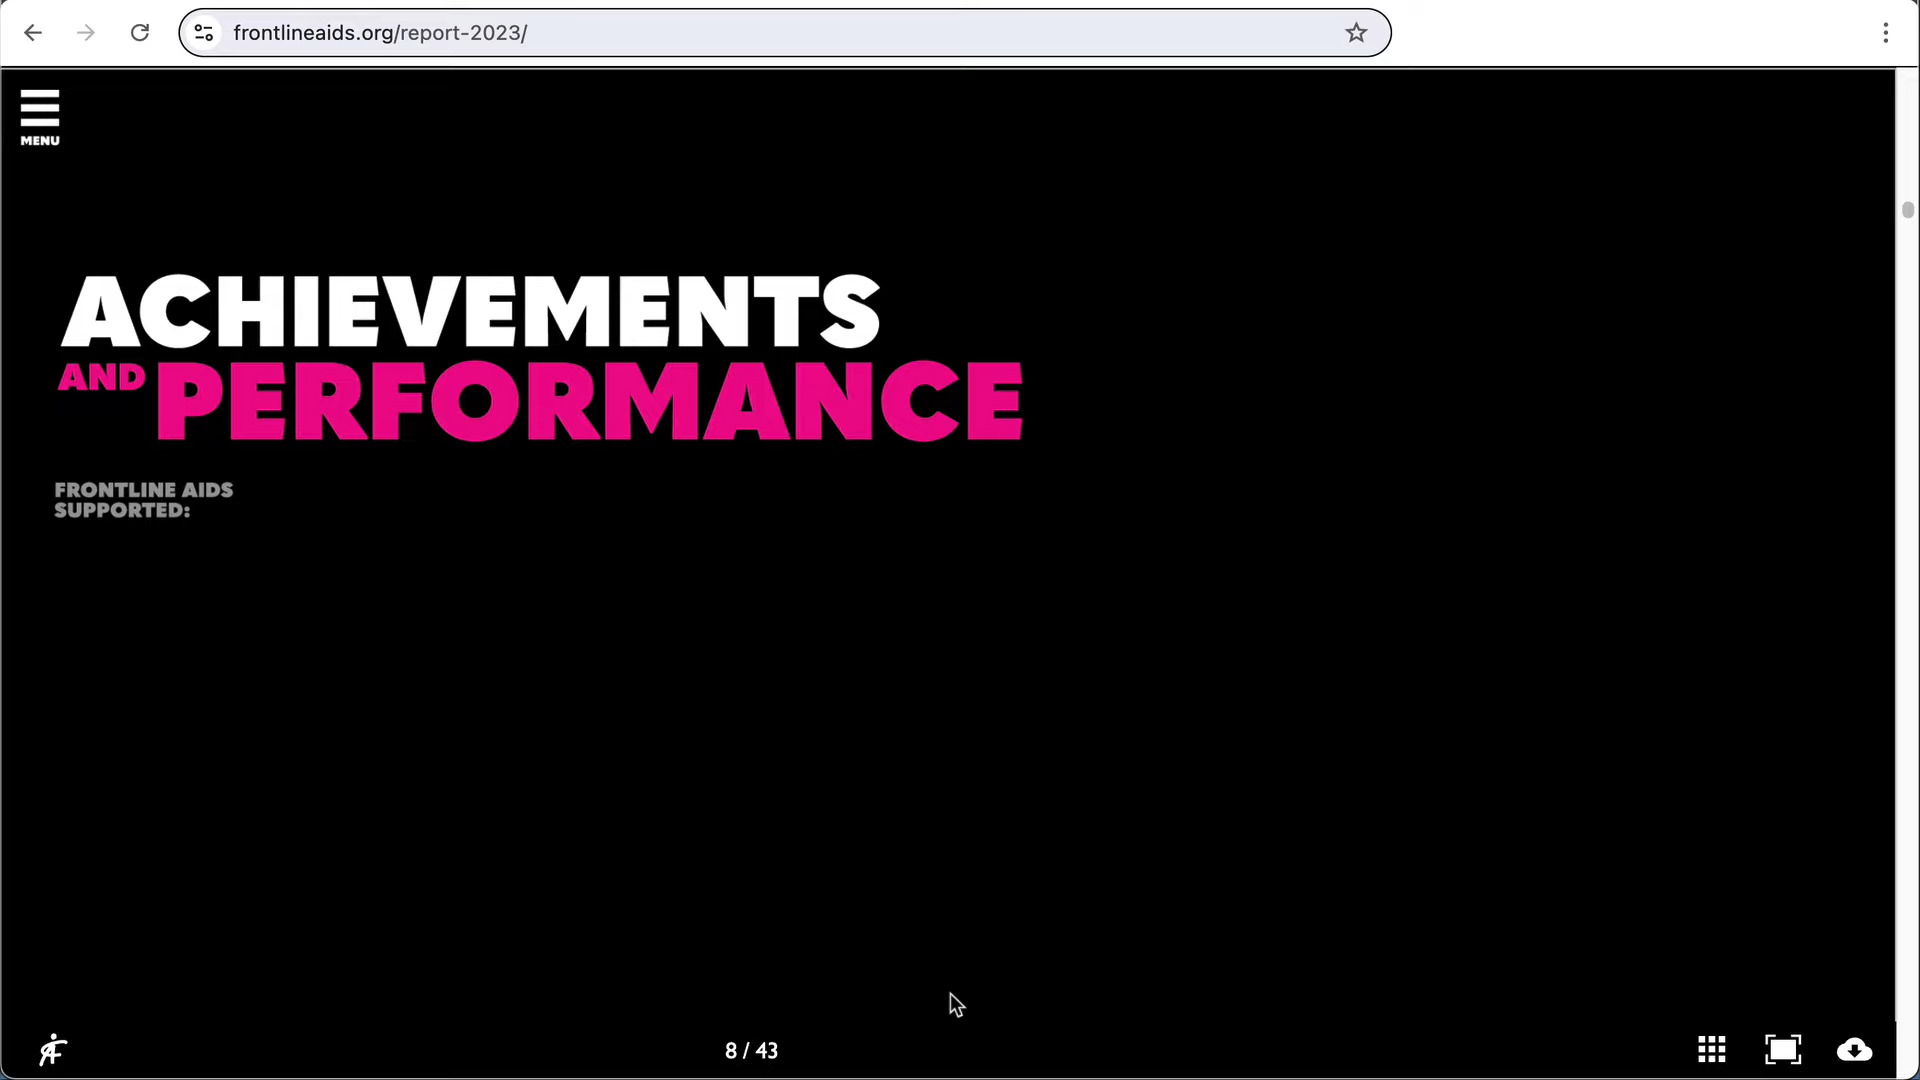 frontlineaids.org/report-2023/
MENU
ACHIEVEMENTS
AND PERFORMANCE
FRONTLINE AIDS
SUPPORTED:
8 / 43